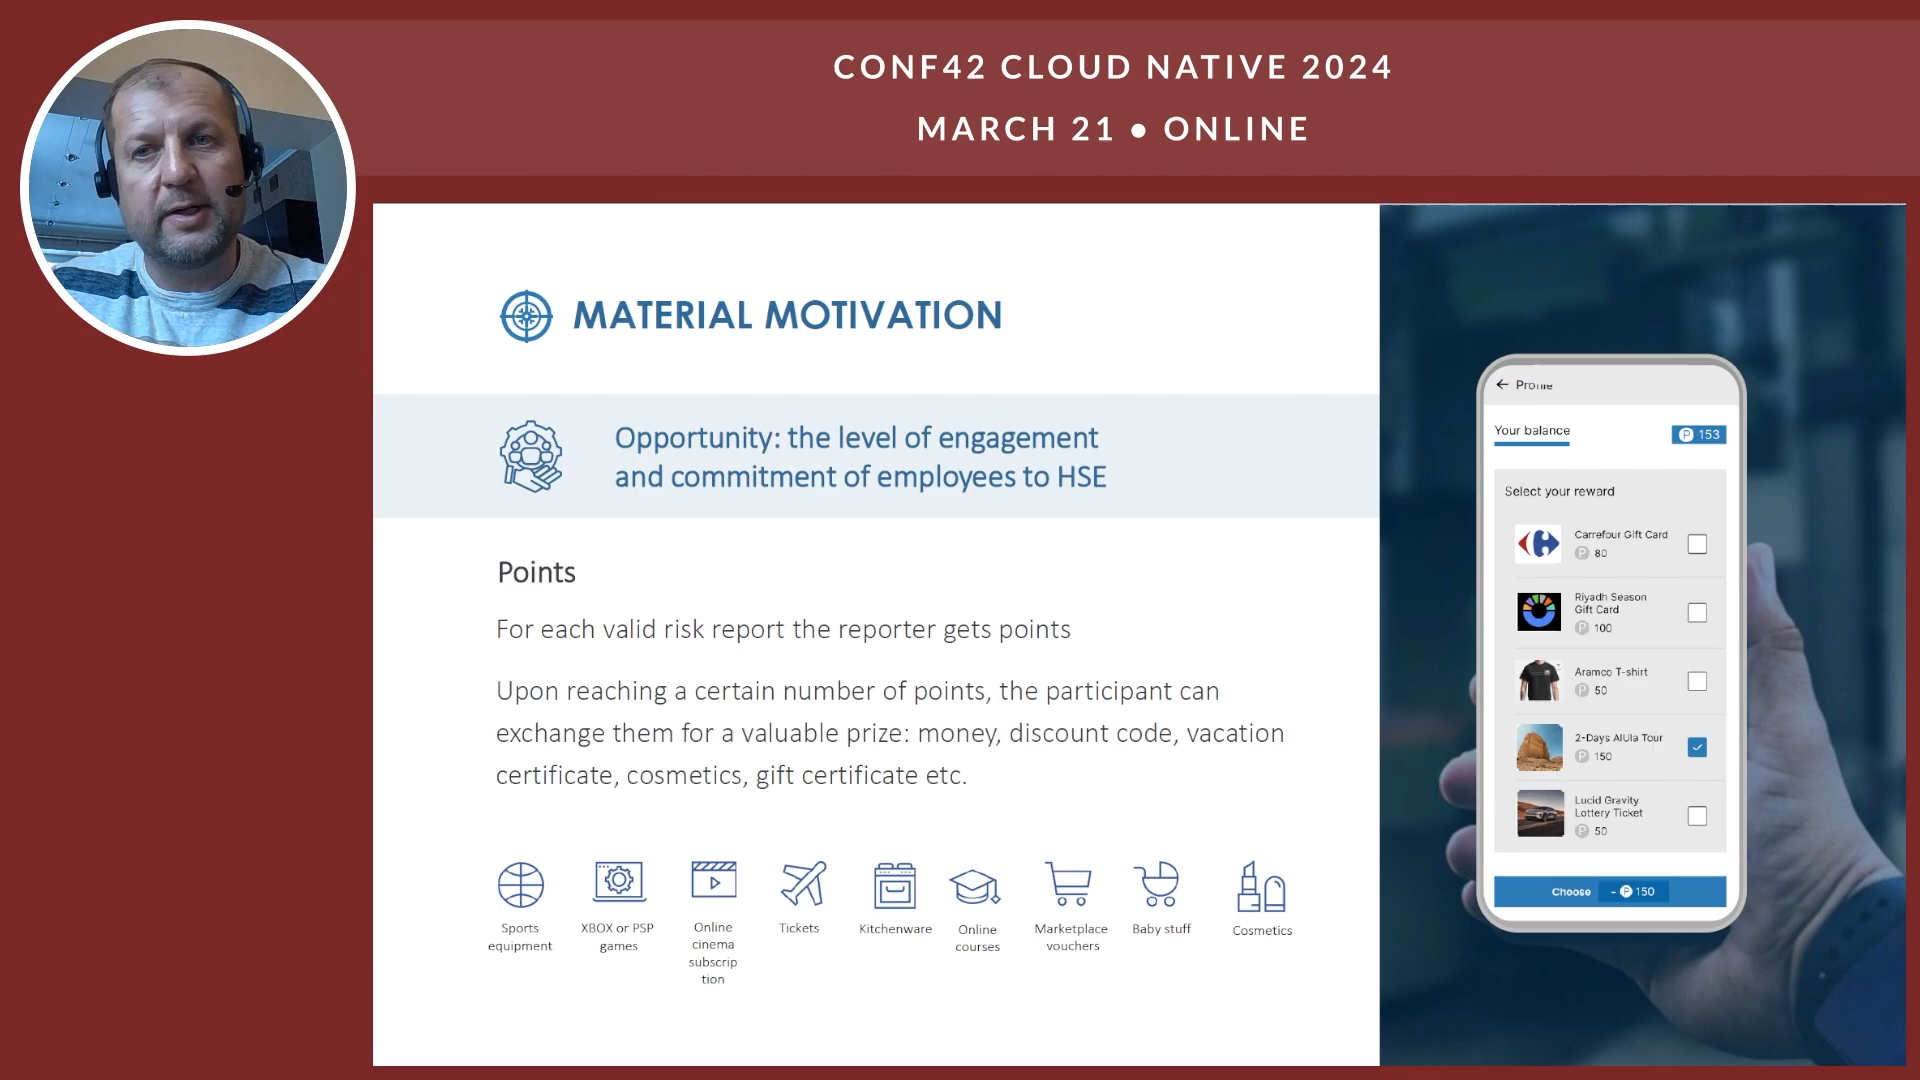 CONF42 CLOUD NATIVE 2024
MARCH 21 • ONLINE
MATERIAL MOTIVATION
Opportunity: the level of engagement
and commitment of employees to HSE
Points
For each valid risk report the reporter gets points
Upon reaching a certain number of points, the participant can
exchange them for a valuable prize: money, discount code, vacation
certificate, cosmetics, gift certificate etc.
Sports
equipment
XBOX or PSP
games
Online
cinema
subscrip
tion
Tickets
Kitchenware
Online
courses
Marketplace
vouchers
Baby stuff
Cosmetics
← Profile
Your balance
P 153
Select your reward
Carrefour Gift Card
P 80
Riyadh Season
Gift Card
P 100
Aramco T-shirt
P 50
2-Days AlUla Tour
P 150
Lucid Gravity
Lottery Ticket
P 50
Choose - P 150